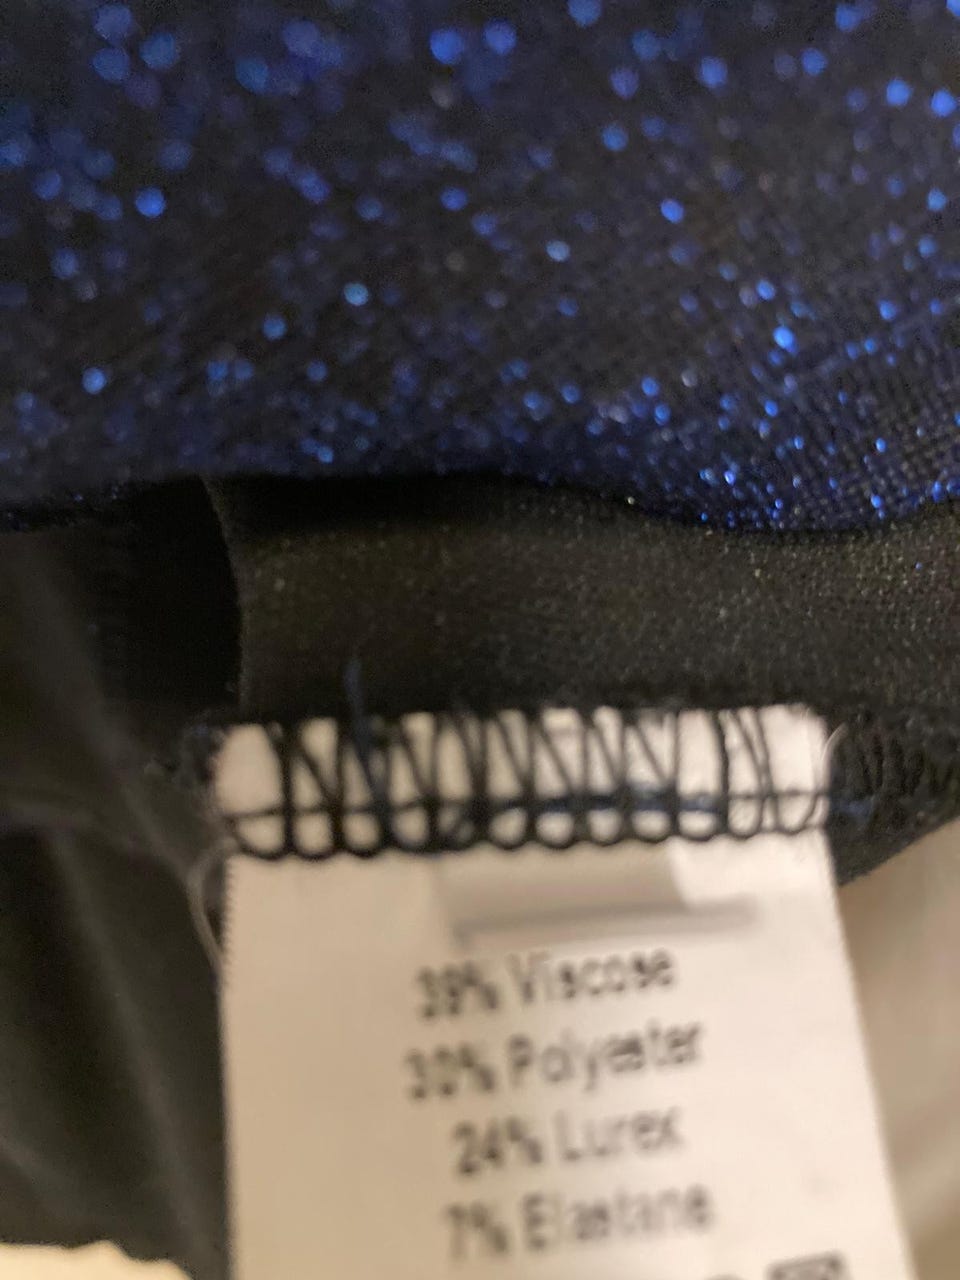 39% Viscose
30% Polyester
24% Lurex
7% Elastane